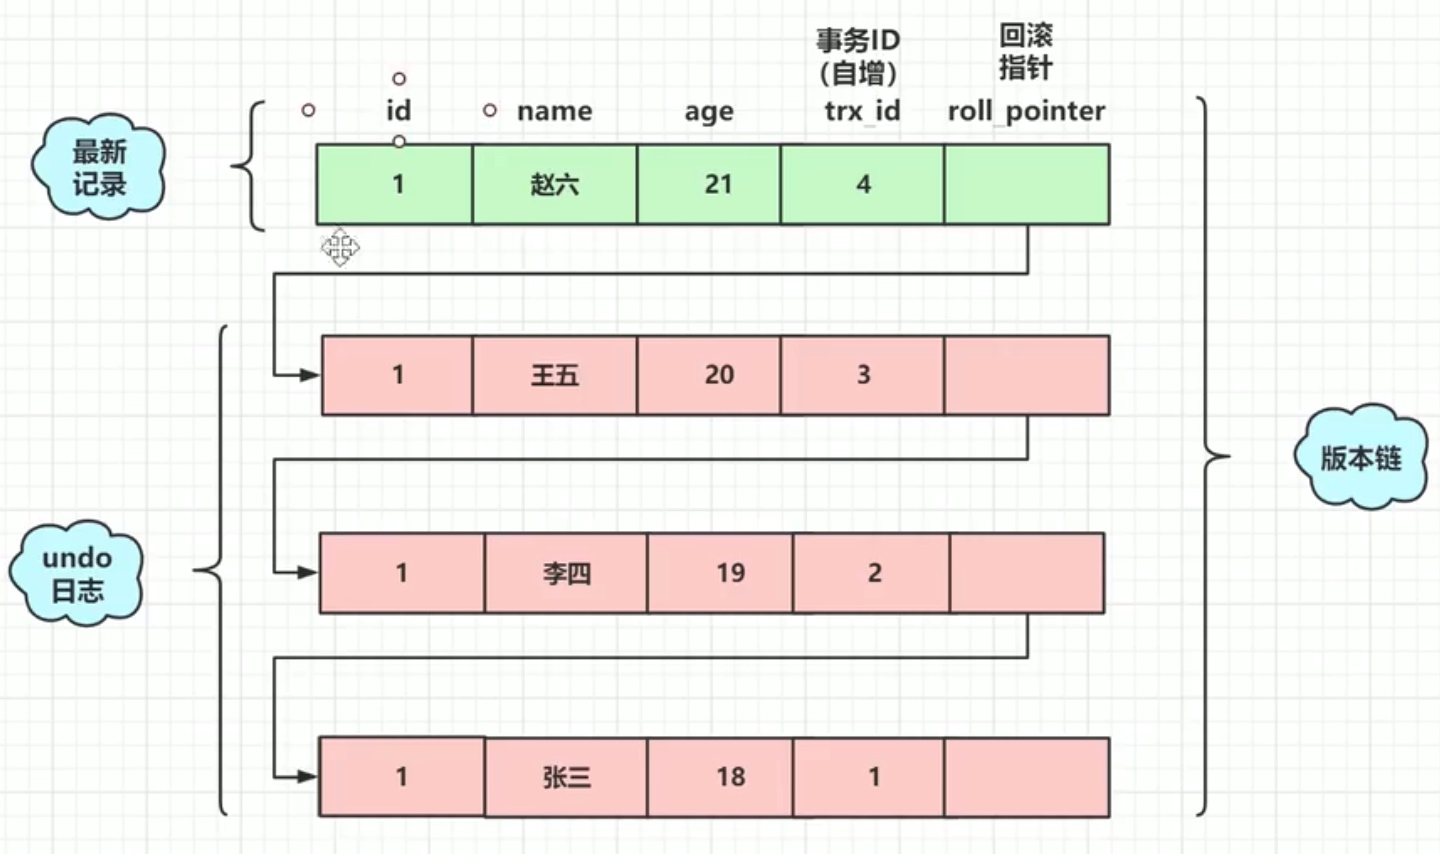 事务ID
（自增）
回滚
指针
id name age trx_id roll_pointer
最新
记录
1 赵六 21 4
1 王五 20 3
版本链
undo
日志
1 李四 19 2
1 张三 18 1